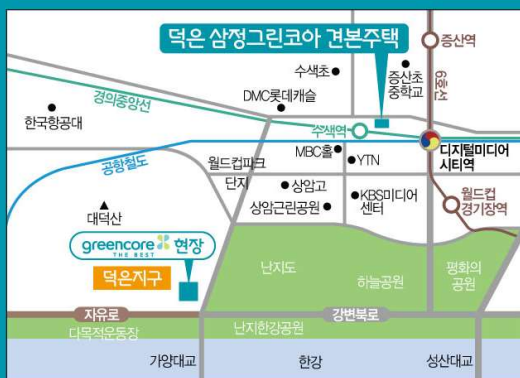 덕은 삼정그린코아 견본주택
증산역
6호선
수색초
증산초
중학교
DMC롯데캐슬
경의중앙선
한국항공대
수색역
디지털미디어
시티역
MBC홀
YTN
공항철도
월드컵파크
단지
상암고
상암근린공원
KBS미디어
센터
월드컵
경기장역
대덕산
greencore 현장
THE BEST
덕은지구
난지도
하늘공원
평화의
공원
자유로
강변북로
다목적운동장
난지한강공원
가양대교
한강
성산대교